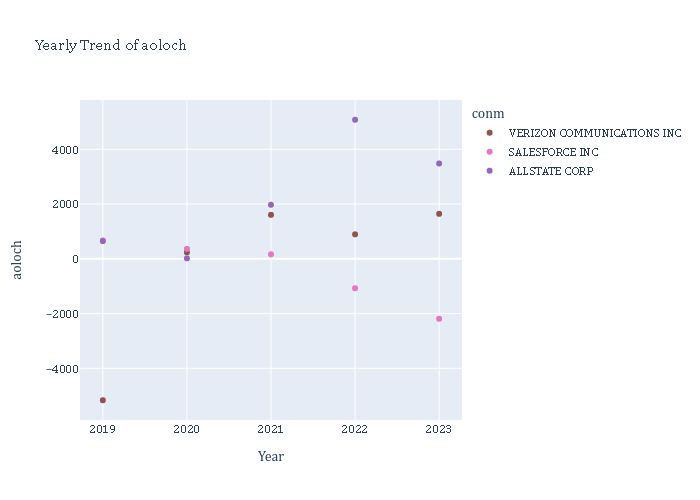 Yearly Trend of aoloch
conm
VERIZON COMMUNICATIONS INC
SALESFORCE INC
ALLSTATE CORP
4000
2000
0
−2000
−4000
aoloch
2019 2020 2021 2022 2023
Year